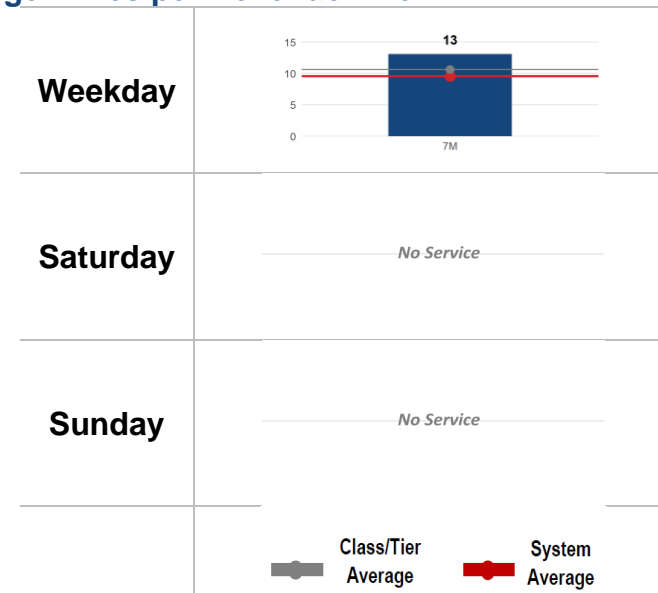 Weekday
15
13
10
5
0
7M
Saturday
No Service
Sunday
No Service
Class/Tier
Average
System
Average